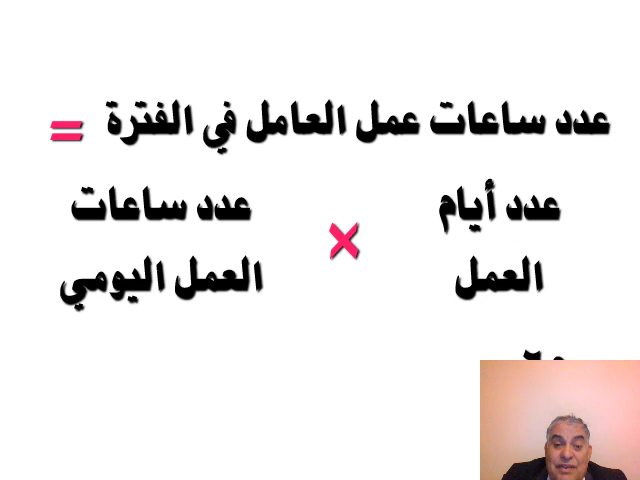 عدد ساعات عمل العامل في الفترة =
عدد أيام × عدد ساعات
العمل العمل اليومي